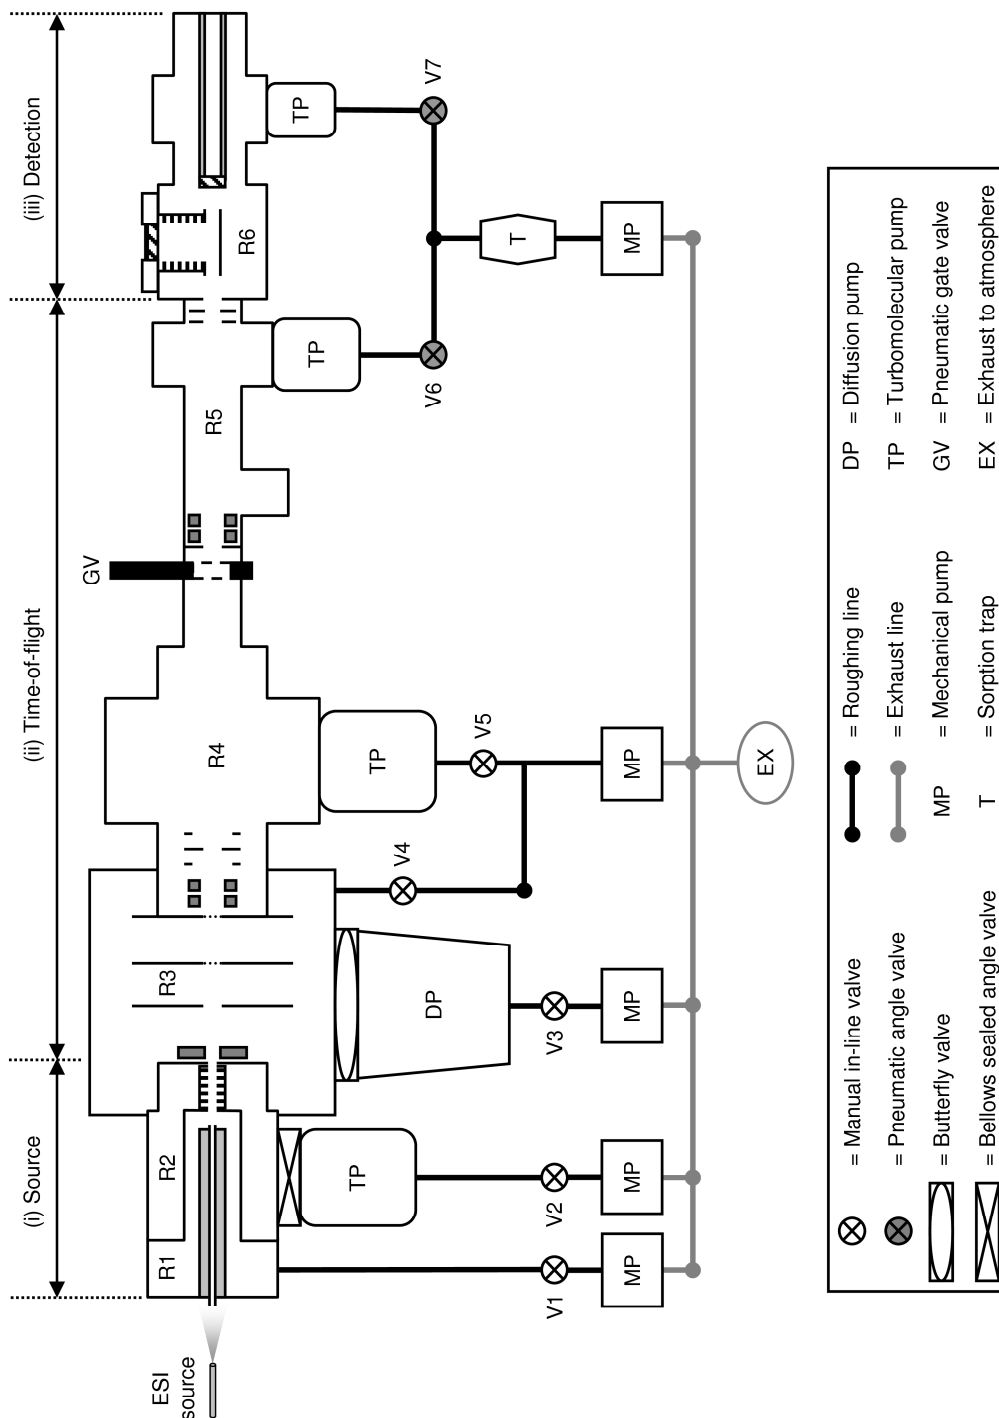 (i) Source
(ii) Time-of-flight
(iii) Detection
ESI
source
R1
R2
R3
R4
R5
R6
GV
TP
DP
TP
TP
TP
V1
V2
V3
V4
V5
V6
V7
T
MP
MP
MP
MP
MP
EX
= Manual in-line valve
= Pneumatic angle valve
= Butterfly valve
= Bellows sealed angle valve
= Roughing line
= Exhaust line
MP = Mechanical pump
T = Sorption trap
DP = Diffusion pump
TP = Turbomolecular pump
GV = Pneumatic gate valve
EX = Exhaust to atmosphere